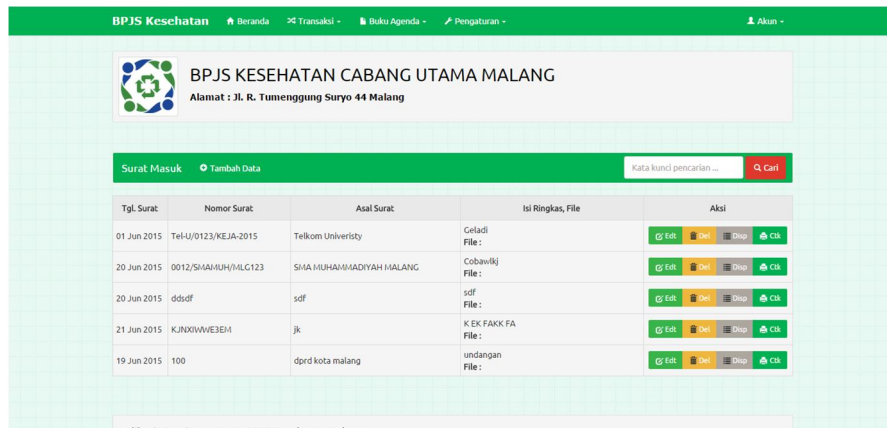 BPJS Kesehatan Beranda Transaksi Buku Agenda Pengaturan Akun
BPJS KESEHATAN CABANG UTAMA MALANG
Alamat : Jl. R. Tumenggung Suryo 44 Malang
Surat Masuk Tambah Data Kata kunci pencarian ... Cari
Tgl. Surat Nomor Surat Asal Surat Isi Ringkas, File Aksi
01 Jun 2015 Tel-U/0123/KEJA-2015 Telkom Univeristy Geladi Edt Del Disp Ctk
File :
20 Jun 2015 0012/SMAMUH/MLG123 SMA MUHAMMADIYAH MALANG Cobawlkj Edt Del Disp Ctk
File :
20 Jun 2015 ddsdf sdf sdf Edt Del Disp Ctk
File :
21 Jun 2015 KJNXIWWE3EM jk K EK FAKK FA Edt Del Disp Ctk
File :
19 Jun 2015 100 dprd kota malang undangan Edt Del Disp Ctk
File :